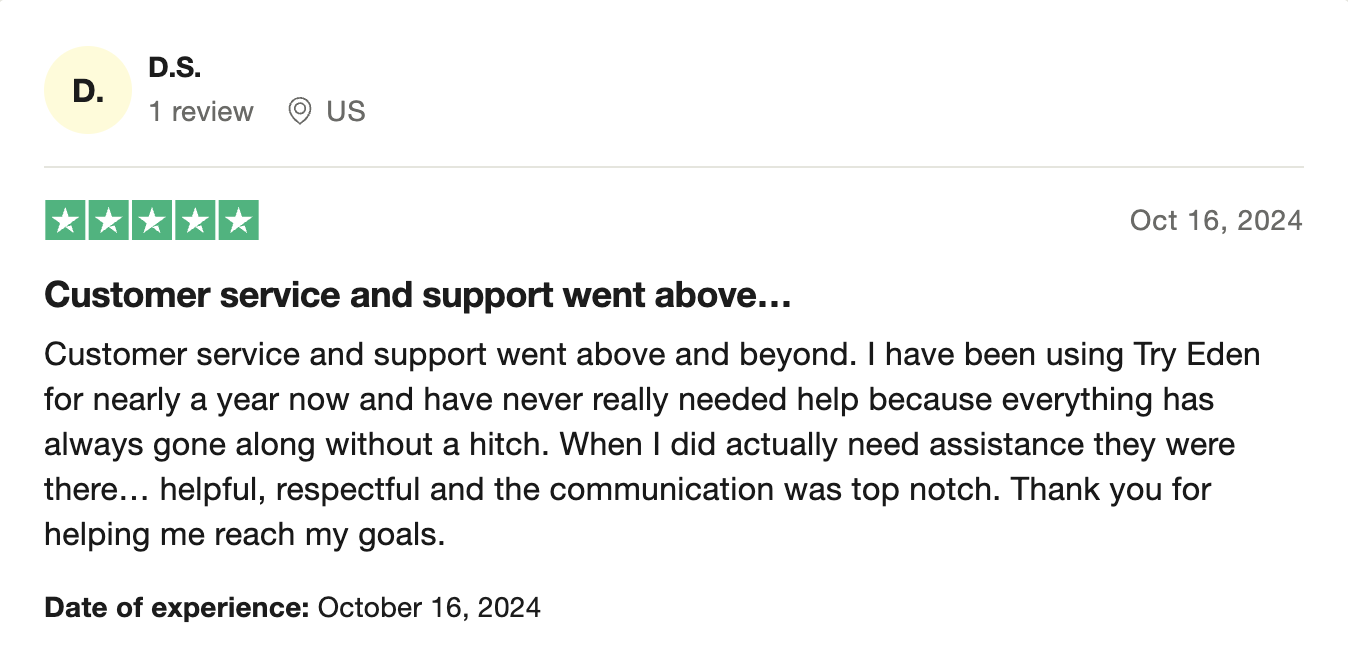 D.
D.S.
1 review
US
Oct 16, 2024
Customer service and support went above…
Customer service and support went above and beyond. I have been using Try Eden
for nearly a year now and have never really needed help because everything has
always gone along without a hitch. When I did actually need assistance they were
there… helpful, respectful and the communication was top notch. Thank you for
helping me reach my goals.
Date of experience: October 16, 2024